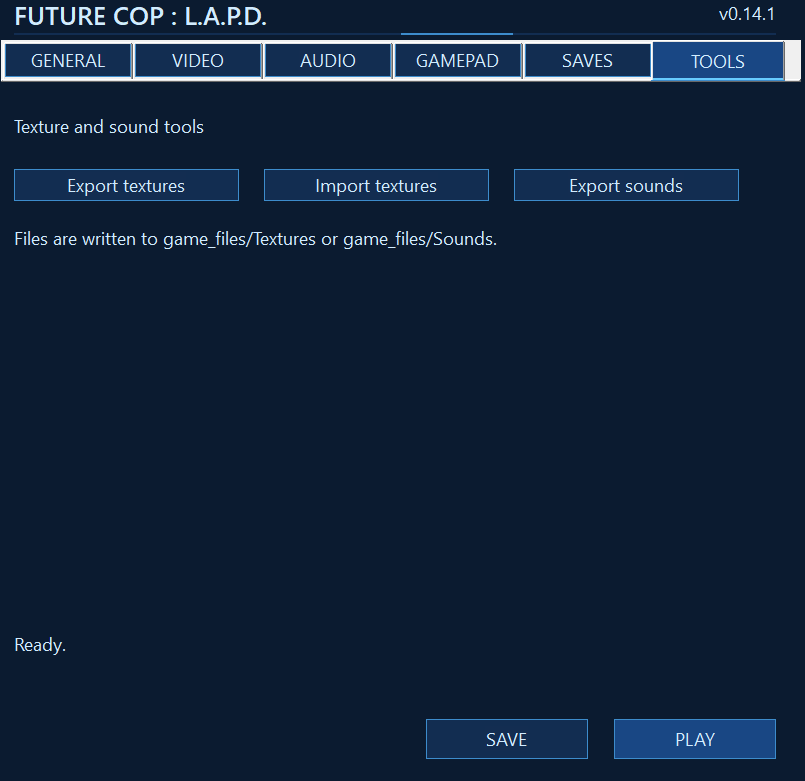 FUTURE COP : L.A.P.D. v0.14.1
GENERAL VIDEO AUDIO GAMEPAD SAVES TOOLS
Texture and sound tools
Export textures Import textures Export sounds
Files are written to game_files/Textures or game_files/Sounds.
Ready.
SAVE PLAY